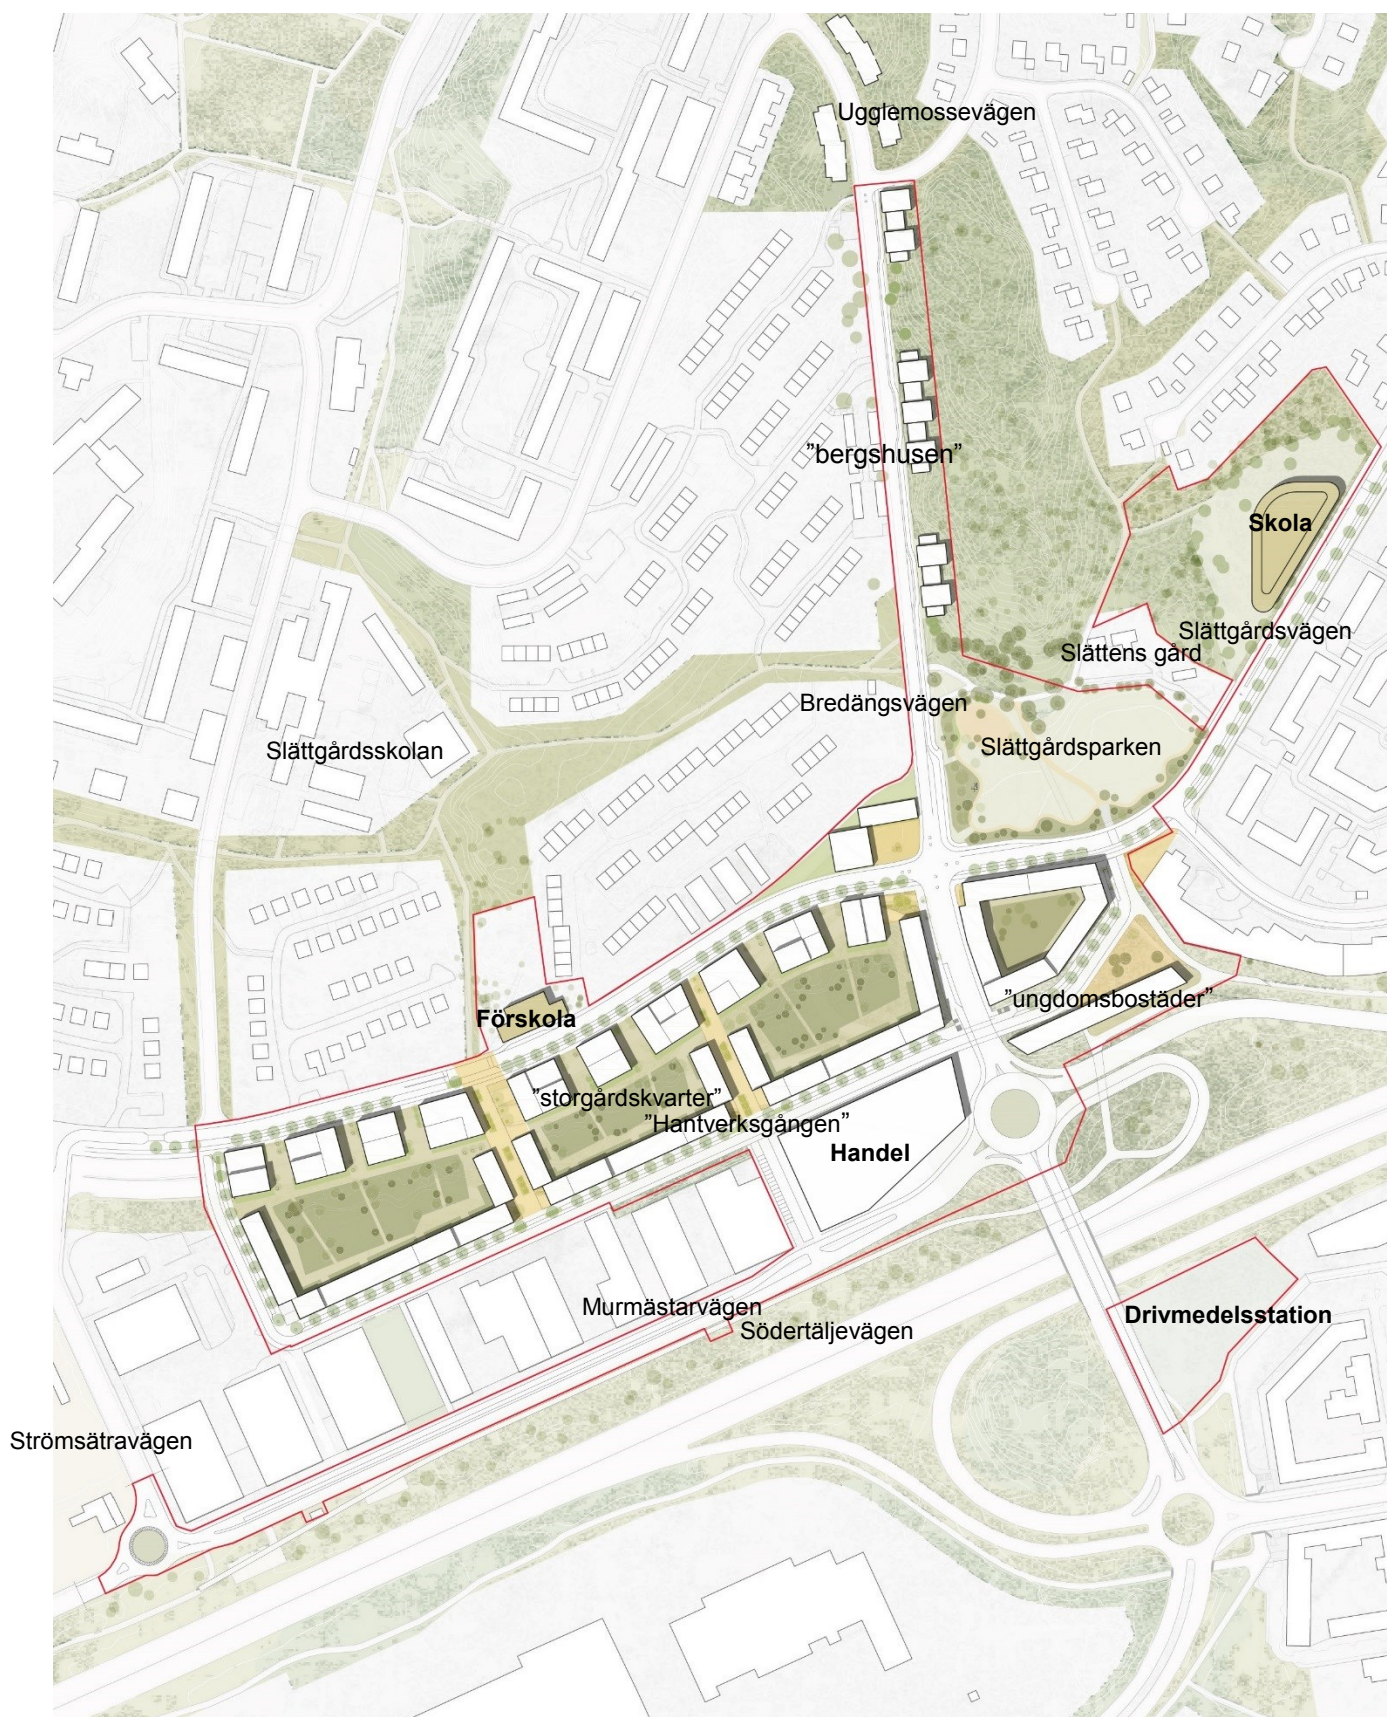 Ugglemossevägen
”bergshusen”
Skola
Slättgårdsvägen
Slättens gård
Bredängsvägen
Slättgårdsparken
Slättgårdsskolan
”ungdomsbostäder”
Förskola
”storgårdskvarter”
”Hantverksgången”
Handel
Murmästarvägen
Drivmedelsstation
Södertäljevägen
Strömsätravägen